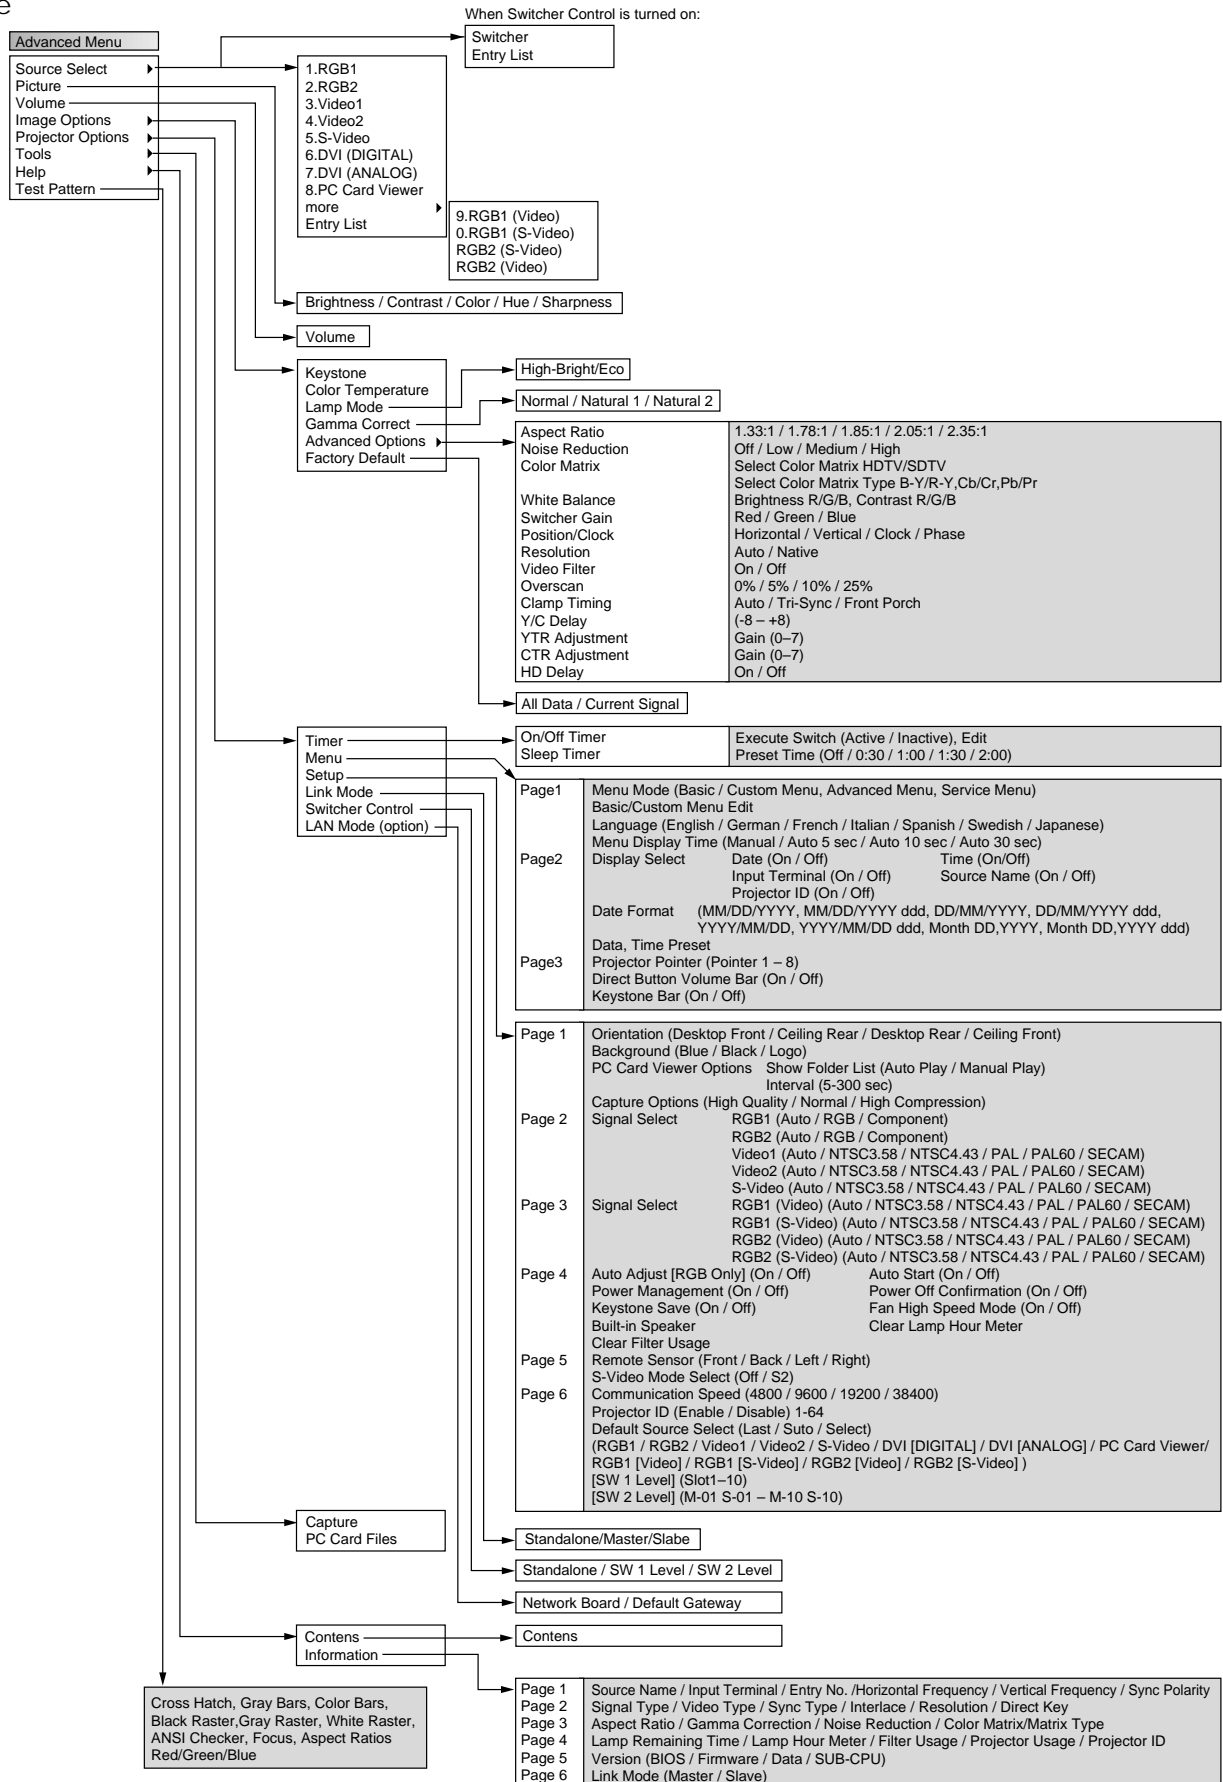 e
When Switcher Control is turned on:
Advanced Menu
Switcher
Entry List
Source Select
Picture
Volume
Image Options
Projector Options
Tools
Help
Test Pattern
1.RGB1
2.RGB2
3.Video1
4.Video2
5.S-Video
6.DVI (DIGITAL)
7.DVI (ANALOG)
8.PC Card Viewer
more
Entry List
9.RGB1 (Video)
0.RGB1 (S-Video)
RGB2 (S-Video)
RGB2 (Video)
Brightness / Contrast / Color / Hue / Sharpness
Volume
Keystone
Color Temperature
Lamp Mode
Gamma Correct
Advanced Options
Factory Default
High-Bright/Eco
Normal / Natural 1 / Natural 2
Aspect Ratio 1.33:1 / 1.78:1 / 1.85:1 / 2.05:1 / 2.35:1
Noise Reduction Off / Low / Medium / High
Color Matrix Select Color Matrix HDTV/SDTV
Select Color Matrix Type B-Y/R-Y,Cb/Cr,Pb/Pr
White Balance Brightness R/G/B, Contrast R/G/B
Switcher Gain Red / Green / Blue
Position/Clock Horizontal / Vertical / Clock / Phase
Resolution Auto / Native
Video Filter On / Off
Overscan 0% / 5% / 10% / 25%
Clamp Timing Auto / Tri-Sync / Front Porch
Y/C Delay (-8 – +8)
YTR Adjustment Gain (0–7)
CTR Adjustment Gain (0–7)
HD Delay On / Off
All Data / Current Signal
Timer
Menu
Setup
Link Mode
Switcher Control
LAN Mode (option)
On/Off Timer Execute Switch (Active / Inactive), Edit
Sleep Timer Preset Time (Off / 0:30 / 1:00 / 1:30 / 2:00)
Page1 Menu Mode (Basic / Custom Menu, Advanced Menu, Service Menu)
Basic/Custom Menu Edit
Language (English / German / French / Italian / Spanish / Swedish / Japanese)
Menu Display Time (Manual / Auto 5 sec / Auto 10 sec / Auto 30 sec)
Page2 Display Select Date (On / Off) Time (On/Off)
Input Terminal (On / Off) Source Name (On / Off)
Projector ID (On / Off)
Date Format (MM/DD/YYYY, MM/DD/YYYY ddd, DD/MM/YYYY, DD/MM/YYYY ddd,
YYYY/MM/DD, YYYY/MM/DD ddd, Month DD,YYYY, Month DD,YYYY ddd)
Data, Time Preset
Page3 Projector Pointer (Pointer 1 – 8)
Direct Button Volume Bar (On / Off)
Keystone Bar (On / Off)
Page 1 Orientation (Desktop Front / Ceiling Rear / Desktop Rear / Ceiling Front)
Background (Blue / Black / Logo)
PC Card Viewer Options Show Folder List (Auto Play / Manual Play)
Interval (5-300 sec)
Capture Options (High Quality / Normal / High Compression)
Page 2 Signal Select RGB1 (Auto / RGB / Component)
RGB2 (Auto / RGB / Component)
Video1 (Auto / NTSC3.58 / NTSC4.43 / PAL / PAL60 / SECAM)
Video2 (Auto / NTSC3.58 / NTSC4.43 / PAL / PAL60 / SECAM)
S-Video (Auto / NTSC3.58 / NTSC4.43 / PAL / PAL60 / SECAM)
Page 3 Signal Select RGB1 (Video) (Auto / NTSC3.58 / NTSC4.43 / PAL / PAL60 / SECAM)
RGB1 (S-Video) (Auto / NTSC3.58 / NTSC4.43 / PAL / PAL60 / SECAM)
RGB2 (Video) (Auto / NTSC3.58 / NTSC4.43 / PAL / PAL60 / SECAM)
RGB2 (S-Video) (Auto / NTSC3.58 / NTSC4.43 / PAL / PAL60 / SECAM)
Page 4 Auto Adjust [RGB Only] (On / Off) Auto Start (On / Off)
Power Management (On / Off) Power Off Confirmation (On / Off)
Keystone Save (On / Off) Fan High Speed Mode (On / Off)
Built-in Speaker Clear Lamp Hour Meter
Clear Filter Usage
Page 5 Remote Sensor (Front / Back / Left / Right)
S-Video Mode Select (Off / S2)
Page 6 Communication Speed (4800 / 9600 / 19200 / 38400)
Projector ID (Enable / Disable) 1-64
Default Source Select (Last / Suto / Select)
(RGB1 / RGB2 / Video1 / Video2 / S-Video / DVI [DIGITAL] / DVI [ANALOG] / PC Card Viewer/
RGB1 [Video] / RGB1 [S-Video] / RGB2 [Video] / RGB2 [S-Video] )
[SW 1 Level] (Slot1–10)
[SW 2 Level] (M-01 S-01 – M-10 S-10)
Capture
PC Card Files
Standalone/Master/Slabe
Standalone / SW 1 Level / SW 2 Level
Network Board / Default Gateway
Contens
Information
Contens
Page 1 Source Name / Input Terminal / Entry No. /Horizontal Frequency / Vertical Frequency / Sync Polarity
Page 2 Signal Type / Video Type / Sync Type / Interlace / Resolution / Direct Key
Page 3 Aspect Ratio / Gamma Correction / Noise Reduction / Color Matrix/Matrix Type
Page 4 Lamp Remaining Time / Lamp Hour Meter / Filter Usage / Projector Usage / Projector ID
Page 5 Version (BIOS / Firmware / Data / SUB-CPU)
Page 6 Link Mode (Master / Slave)
Cross Hatch, Gray Bars, Color Bars,
Black Raster,Gray Raster, White Raster,
ANSI Checker, Focus, Aspect Ratios
Red/Green/Blue